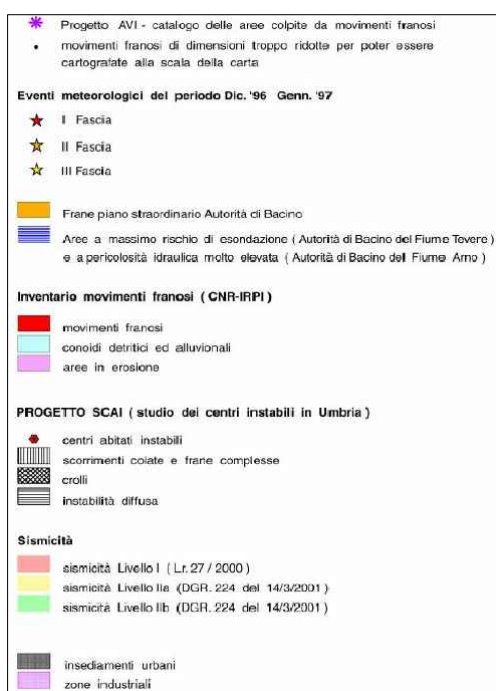 Progetto AVI - catalogo delle aree colpite da movimenti franosi
movimenti franosi di dimensioni troppo ridotte per poter essere
cartografate alla scala della carta
Eventi meteorologici del periodo Dic. '96 Genn. '97
I Fascia
II Fascia
III Fascia
Frane piano straordinario Autorità di Bacino
Aree a massimo rischio di esondazione ( Autorità di Bacino del Fiume Tevere )
e a pericolosità idraulica molto elevata ( Autorità di Bacino del Fiume Arno )
Inventario movimenti franosi ( CNR-IRPI )
movimenti franosi
conoidi detritici ed alluvionali
aree in erosione
PROGETTO SCAI ( studio dei centri instabili in Umbria )
centri abitati instabili
scorrimenti colate e frane complesse
crolli
instabilità diffusa
Sismicità
sismicità Livello I ( Lr. 27 / 2000 )
sismicità Livello IIa (DGR. 224 del 14/3/2001 )
sismicità Livello IIb (DGR. 224 del 14/3/2001 )
insediamenti urbani
zone industriali